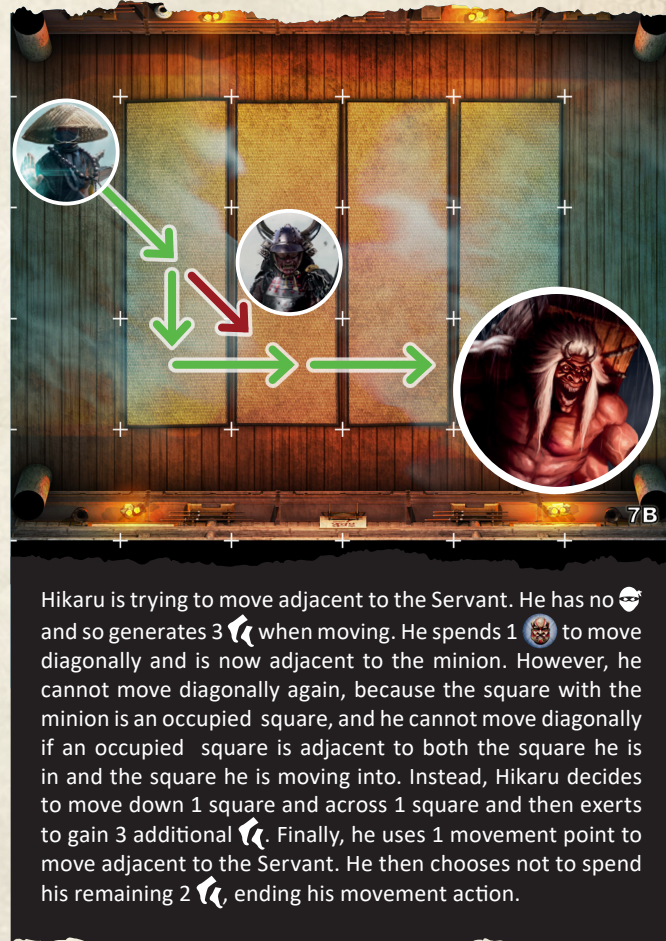 7B
Hikaru is trying to move adjacent to the Servant. He has no
and so generates 3 when moving. He spends 1 to move
diagonally and is now adjacent to the minion. However, he
cannot move diagonally again, because the square with the
minion is an occupied square, and he cannot move diagonally
if an occupied square is adjacent to both the square he is
in and the square he is moving into. Instead, Hikaru decides
to move down 1 square and across 1 square and then exerts
to gain 3 additional . Finally, he uses 1 movement point to
move adjacent to the Servant. He then chooses not to spend
his remaining 2 , ending his movement action.